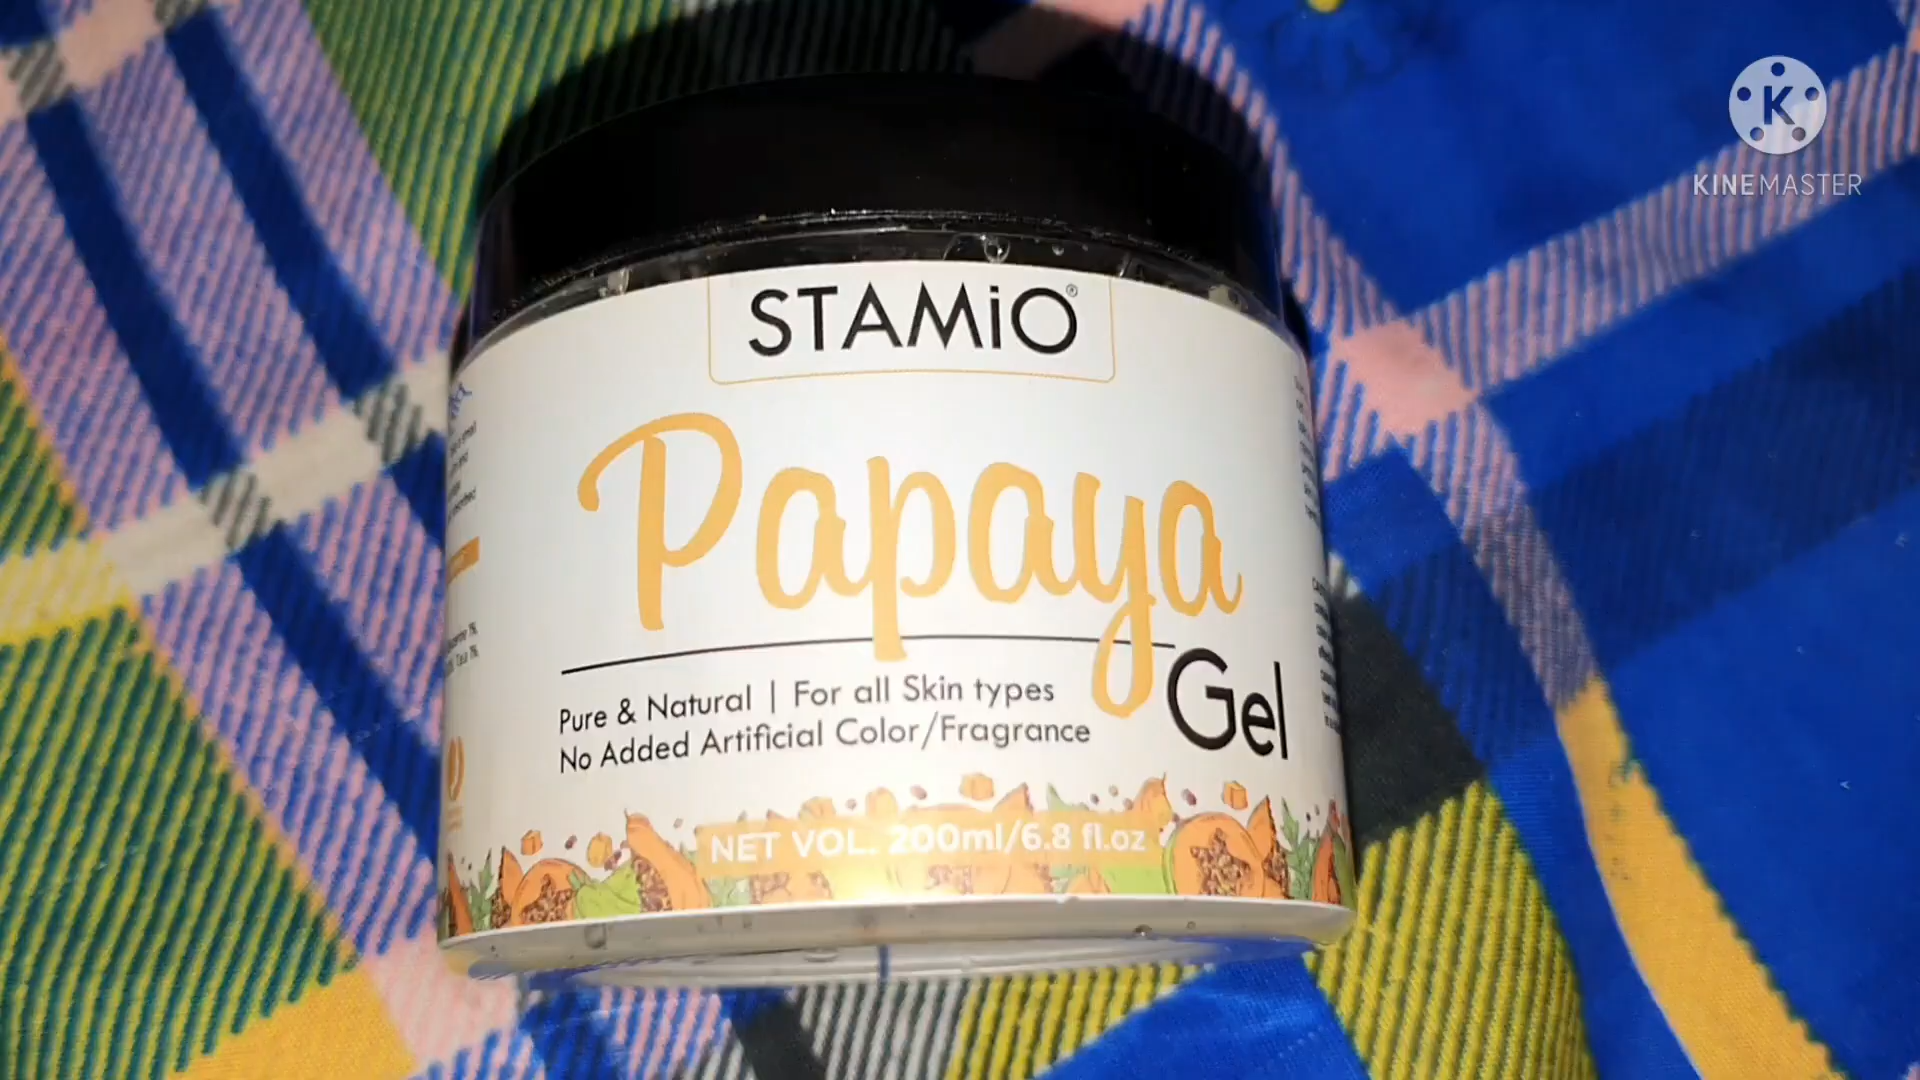 K
KINEMASTER
STAMiO®
Papaya
Gel
Pure & Natural | For all Skin types
No Added Artificial Color/Fragrance
NET VOL. 200ml/6.8 fl.oz